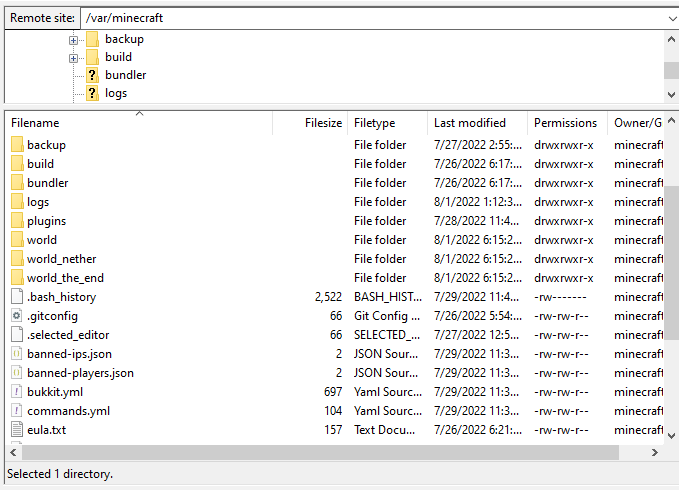 Remote site: /var/minecraft
backup
build
? bundler
? logs
Filename Filesize Filetype Last modified Permissions Owner/G
backup File folder 7/27/2022 2:55:... drwxrwxr-x minecraft
build File folder 7/26/2022 6:17:... drwxrwxr-x minecraft
bundler File folder 7/26/2022 6:17:... drwxrwxr-x minecraft
logs File folder 8/1/2022 1:12:3... drwxrwxr-x minecraft
plugins File folder 7/28/2022 11:4... drwxrwxr-x minecraft
world File folder 8/1/2022 6:15:2... drwxrwxr-x minecraft
world_nether File folder 8/1/2022 6:15:2... drwxrwxr-x minecraft
world_the_end File folder 8/1/2022 6:15:2... drwxrwxr-x minecraft
.bash_history 2,522 BASH_HIST... 7/29/2022 11:4... -rw------- minecraft
.gitconfig 66 Git Config ... 7/26/2022 5:54:... -rw-rw-r-- minecraft
.selected_editor 66 SELECTED_... 7/27/2022 12:5... -rw-rw-r-- minecraft
banned-ips.json 2 JSON Sour... 7/29/2022 11:3... -rw-rw-r-- minecraft
banned-players.json 2 JSON Sour... 7/29/2022 11:3... -rw-rw-r-- minecraft
bukkit.yml 697 Yaml Sourc... 7/29/2022 11:3... -rw-rw-r-- minecraft
commands.yml 104 Yaml Sourc... 7/29/2022 11:3... -rw-rw-r-- minecraft
eula.txt 157 Text Docu... 7/26/2022 6:21:... -rw-rw-r-- minecraft
Selected 1 directory.